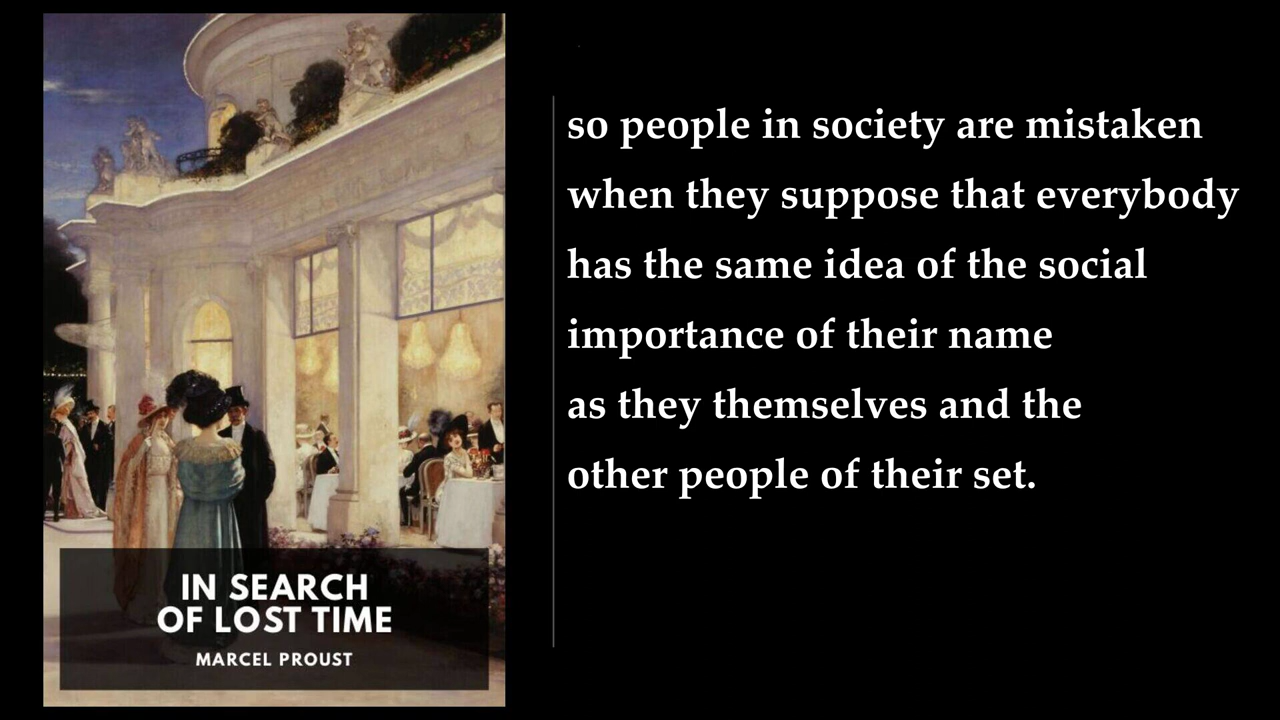 so people in society are mistaken
when they suppose that everybody
has the same idea of the social
importance of their name
as they themselves and the
other people of their set.
IN SEARCH
OF LOST TIME
MARCEL PROUST